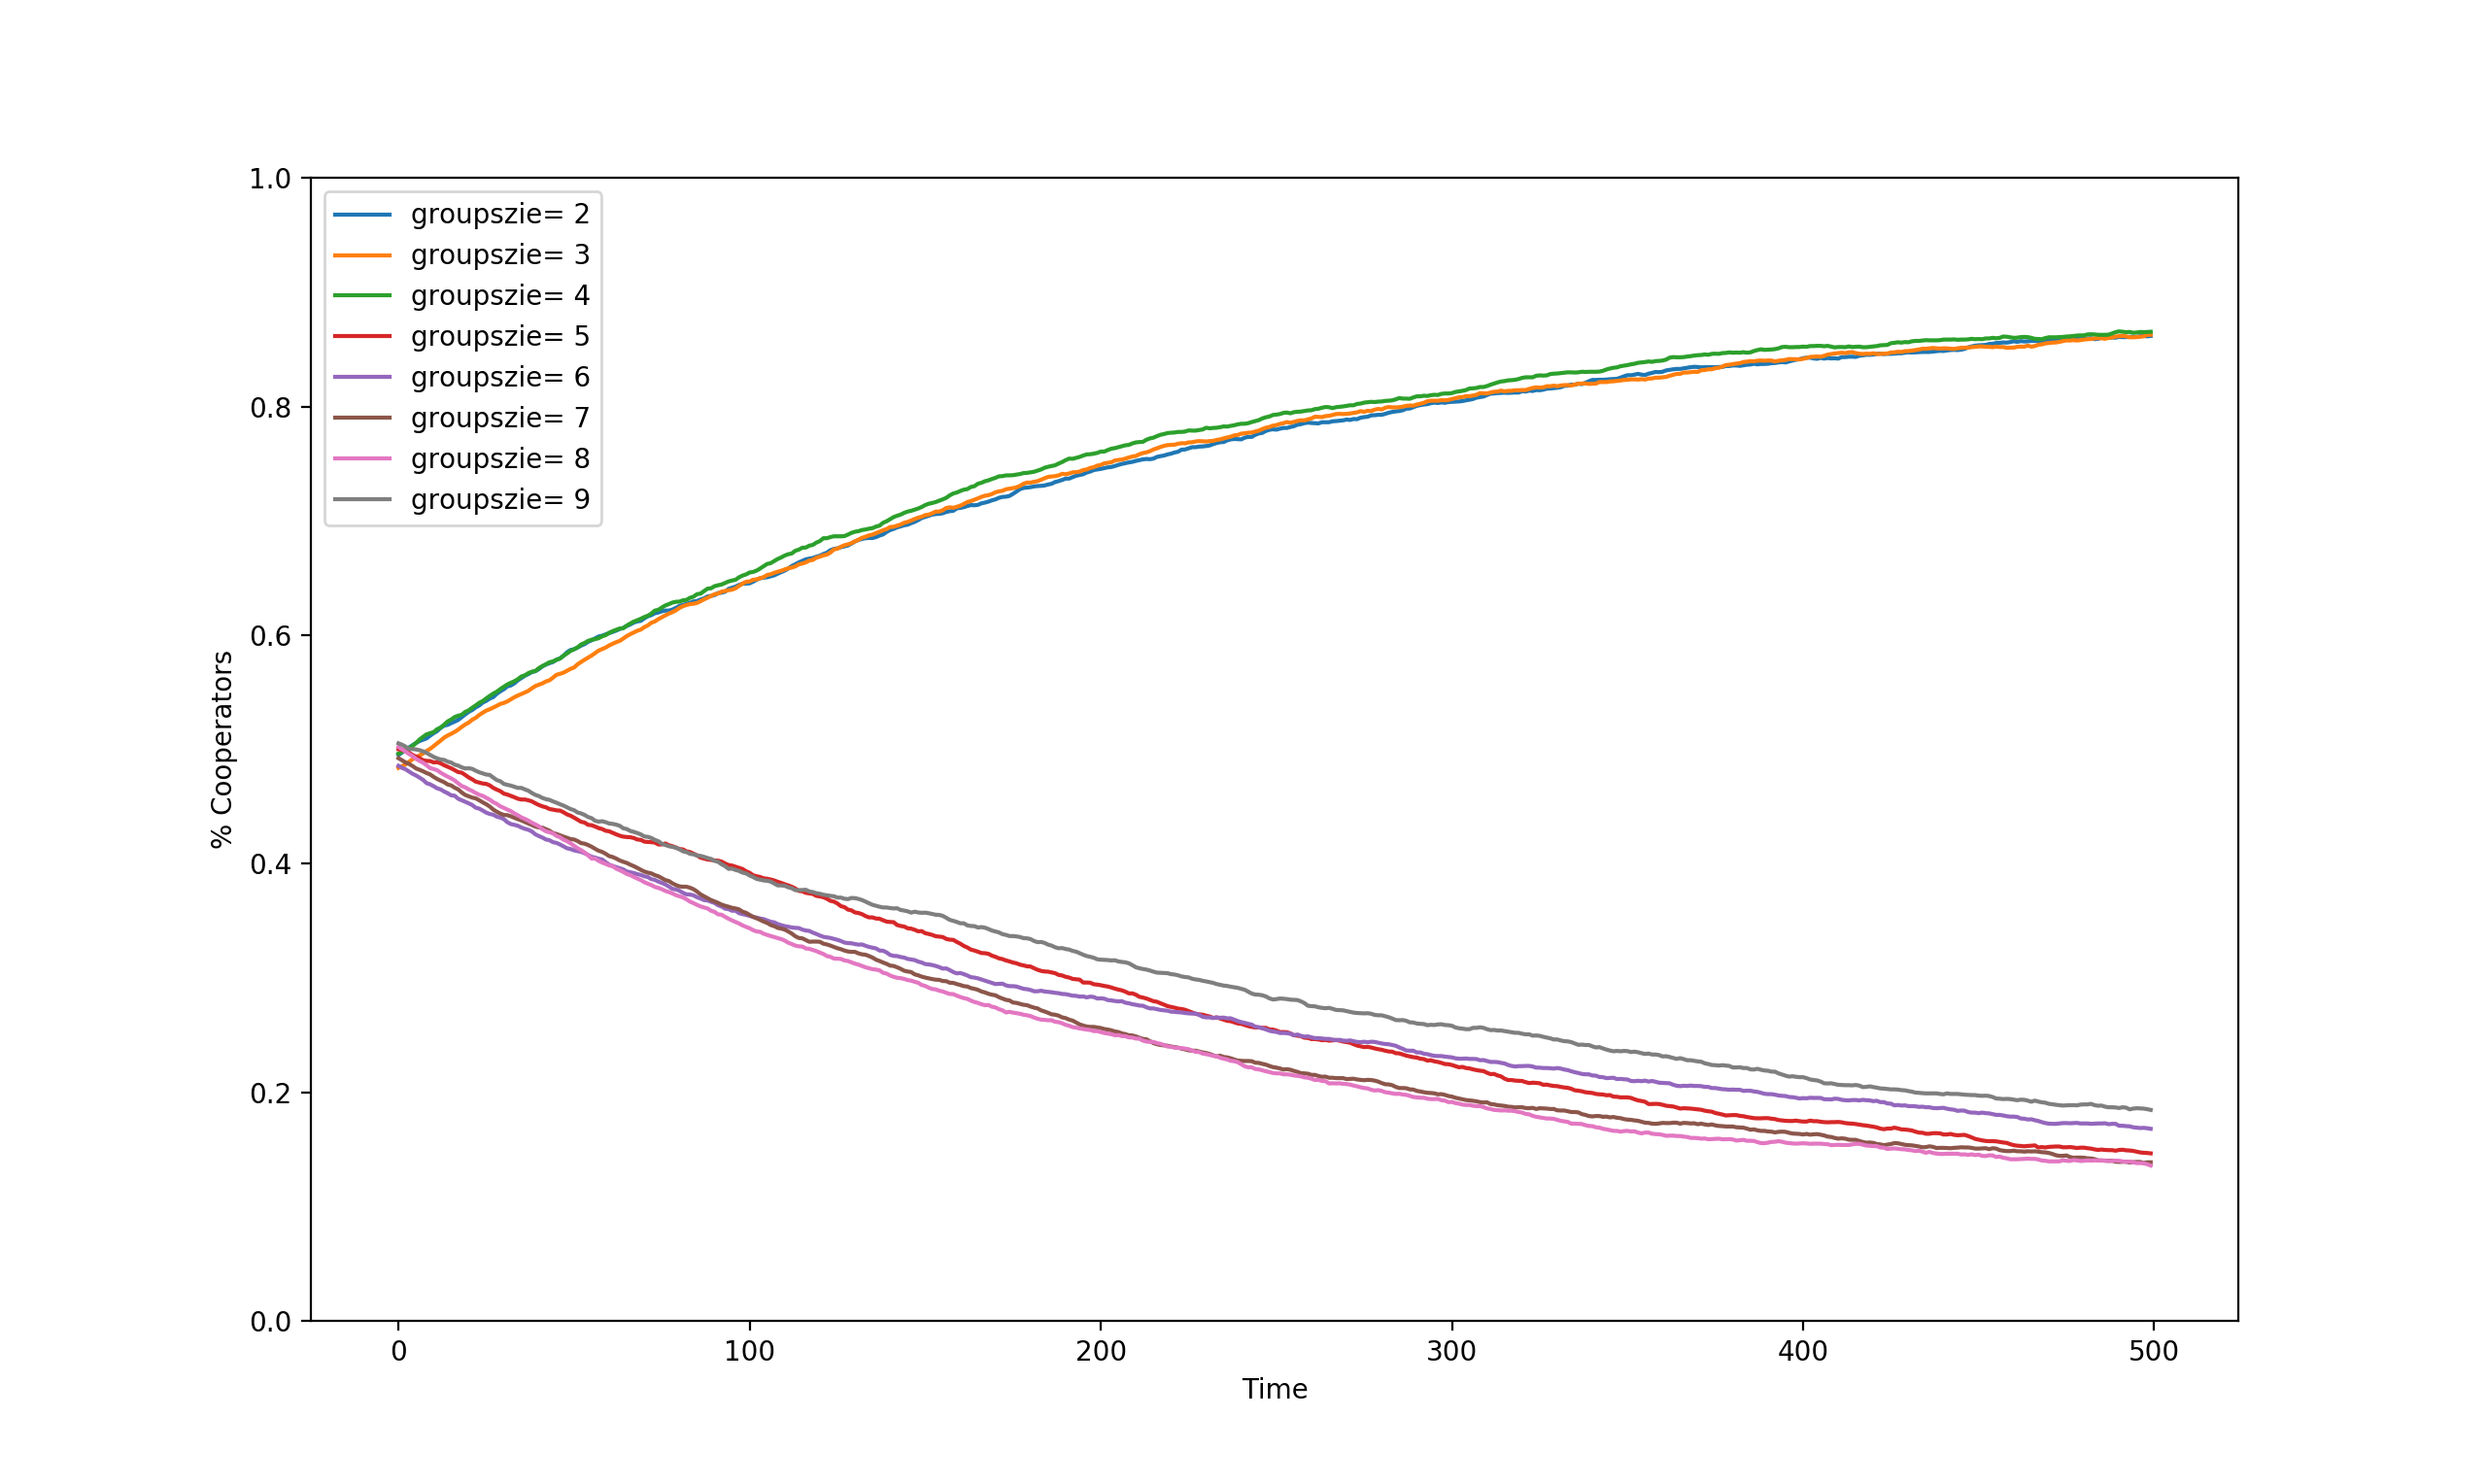 1.0
0.8
0.6
0.4
0.2
0.0
% Cooperators
groupszie= 2
groupszie= 3
groupszie= 4
groupszie= 5
groupszie= 6
groupszie= 7
groupszie= 8
groupszie= 9
0 100 200 300 400 500
Time